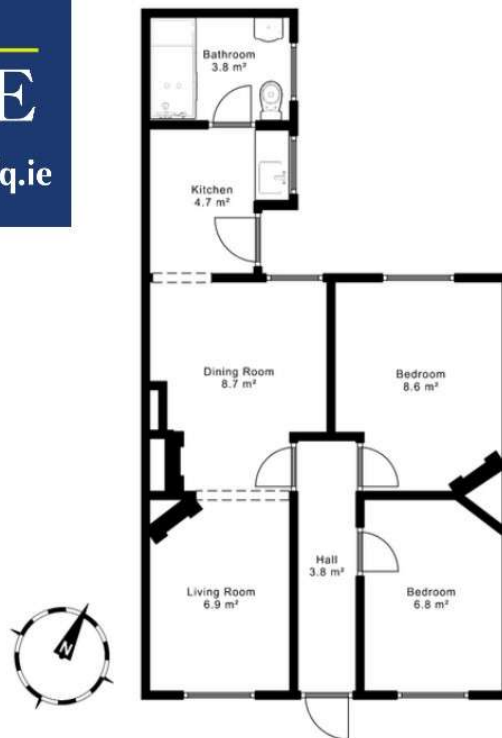 E
q.ie
Bathroom
3.8 m²
Kitchen
4.7 m²
Dining Room
8.7 m²
Bedroom
8.6 m²
Hall
3.8 m²
Living Room
6.9 m²
Bedroom
6.8 m²
N